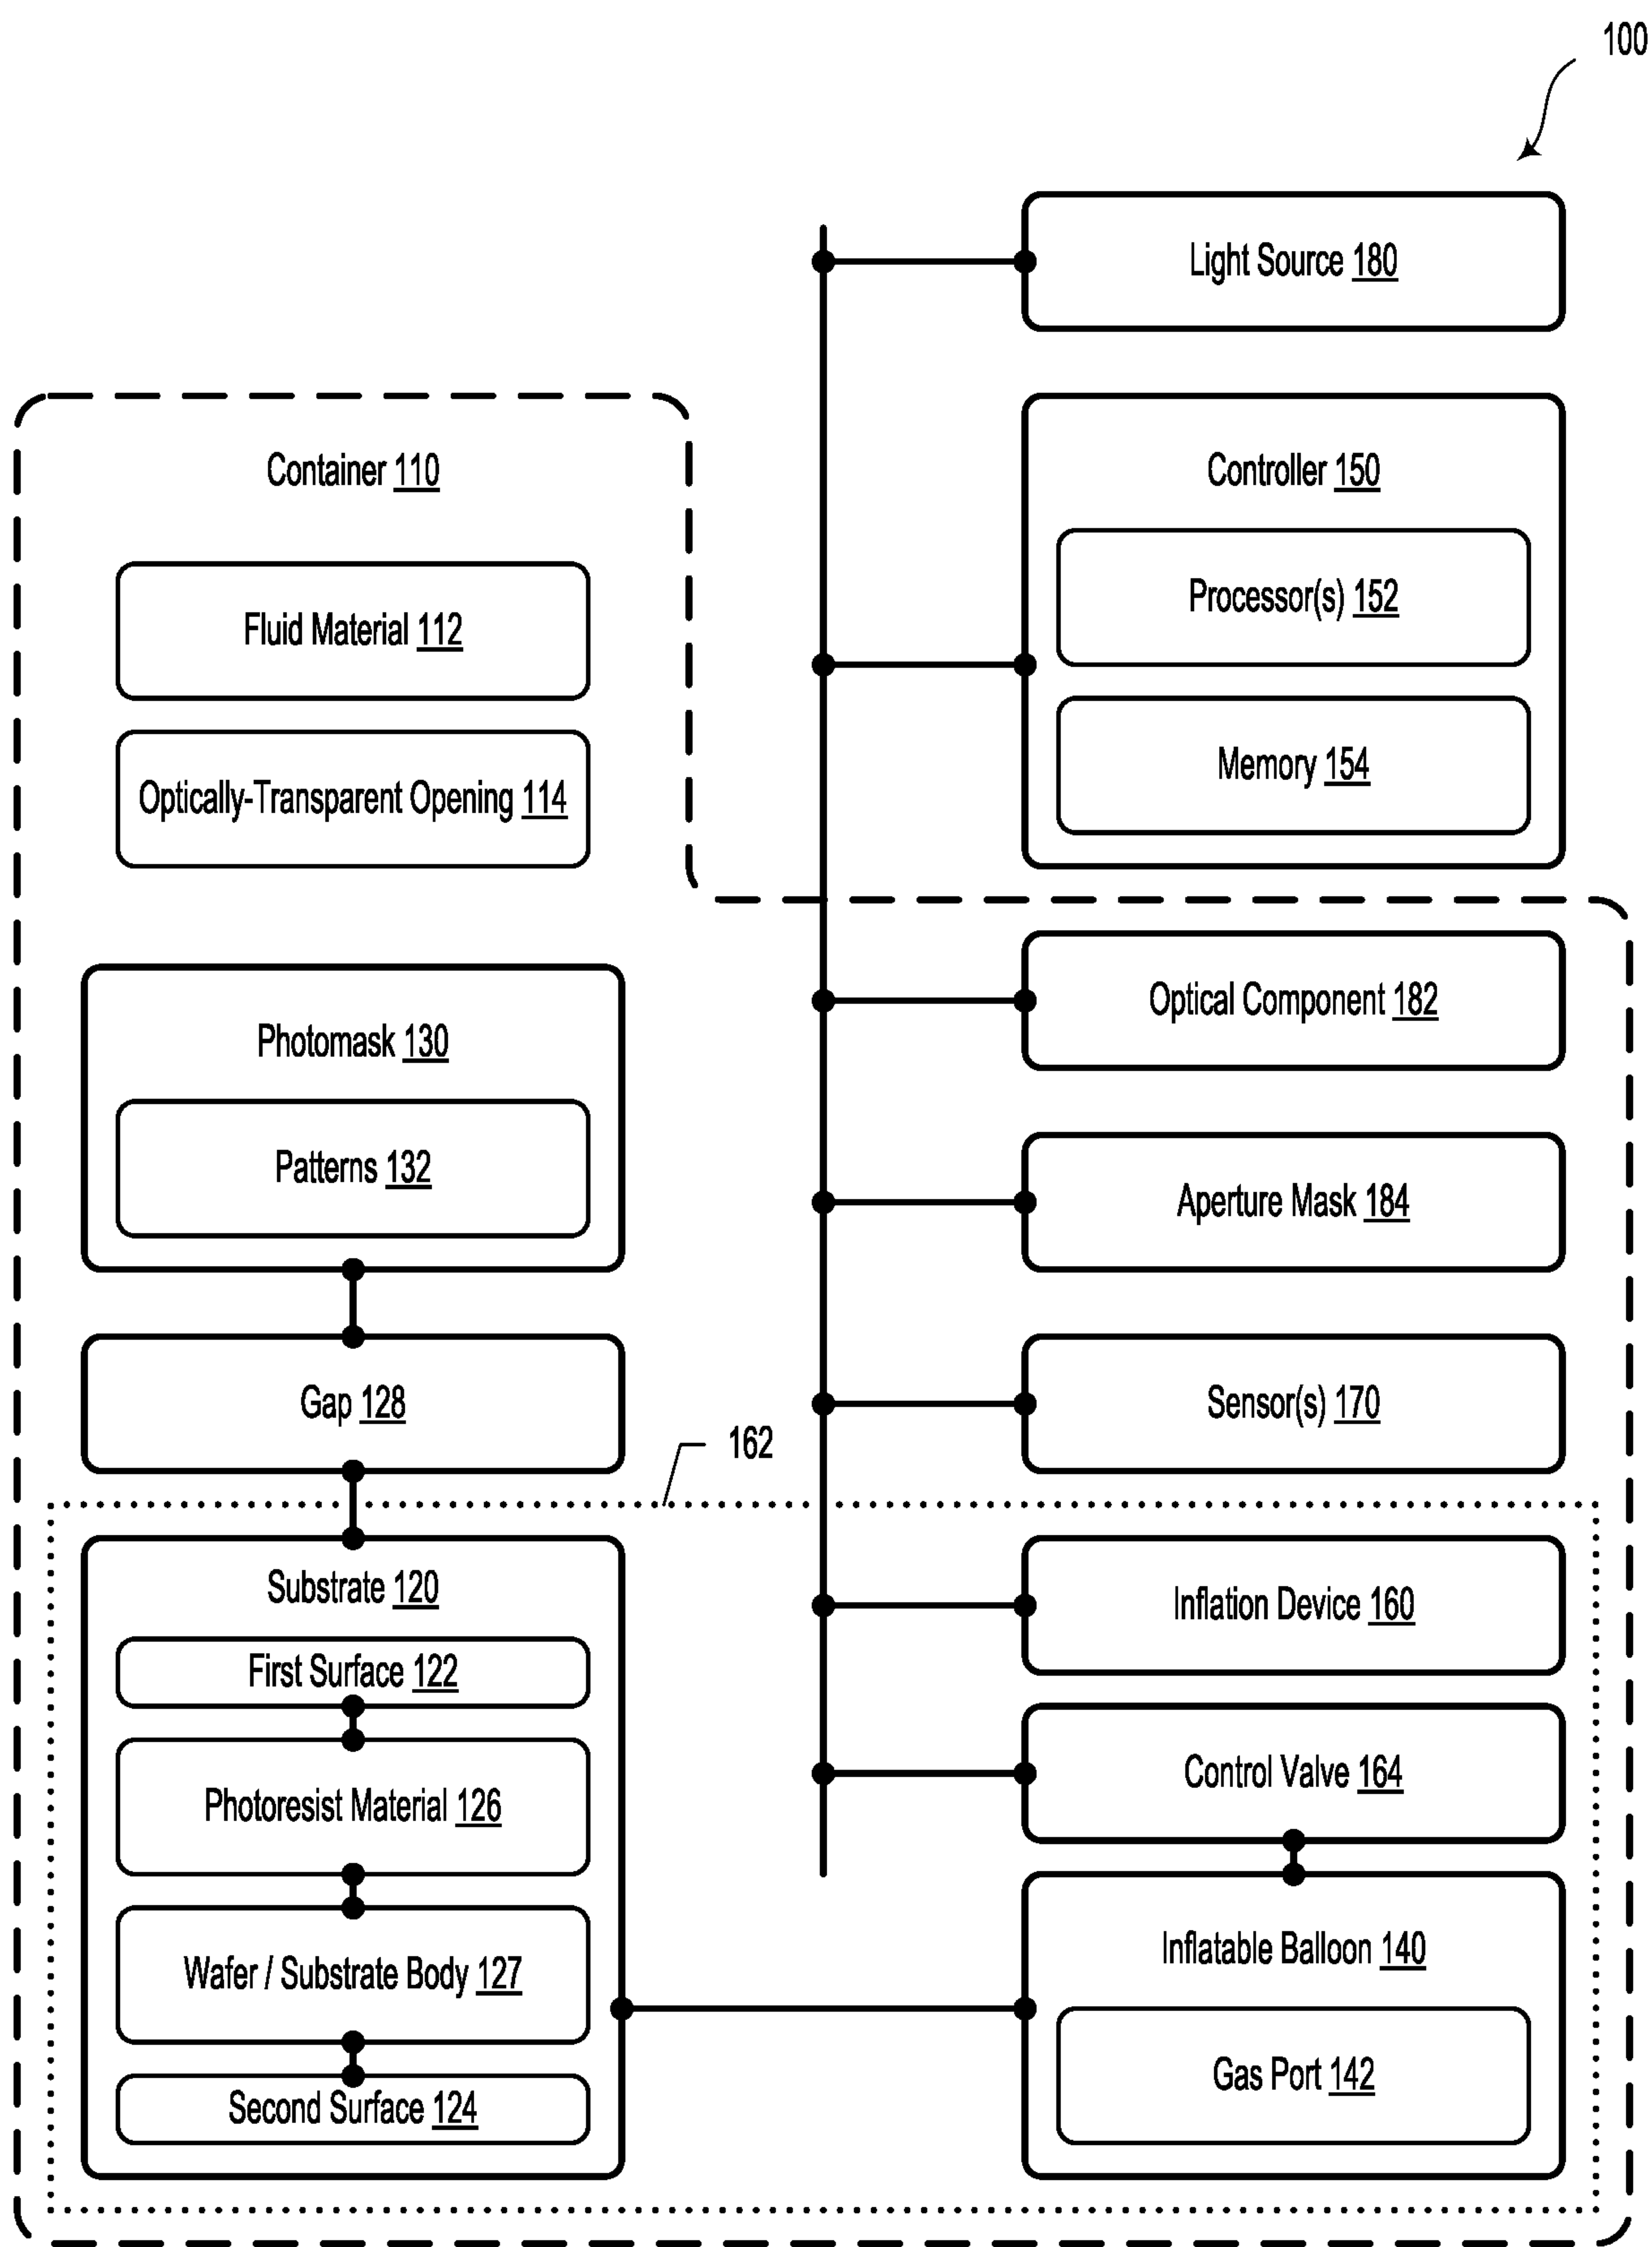 100
Light Source 180
Container 110
Controller 150
Fluid Material 112
Processor(s) 152
Optically-Transparent Opening 114
Memory 154
Photomask 130
Patterns 132
Optical Component 182
Aperture Mask 184
Gap 128
Sensor(s) 170
162
Substrate 120
First Surface 122
Photoresist Material 126
Wafer / Substrate Body 127
Second Surface 124
Inflation Device 160
Control Valve 164
Inflatable Balloon 140
Gas Port 142